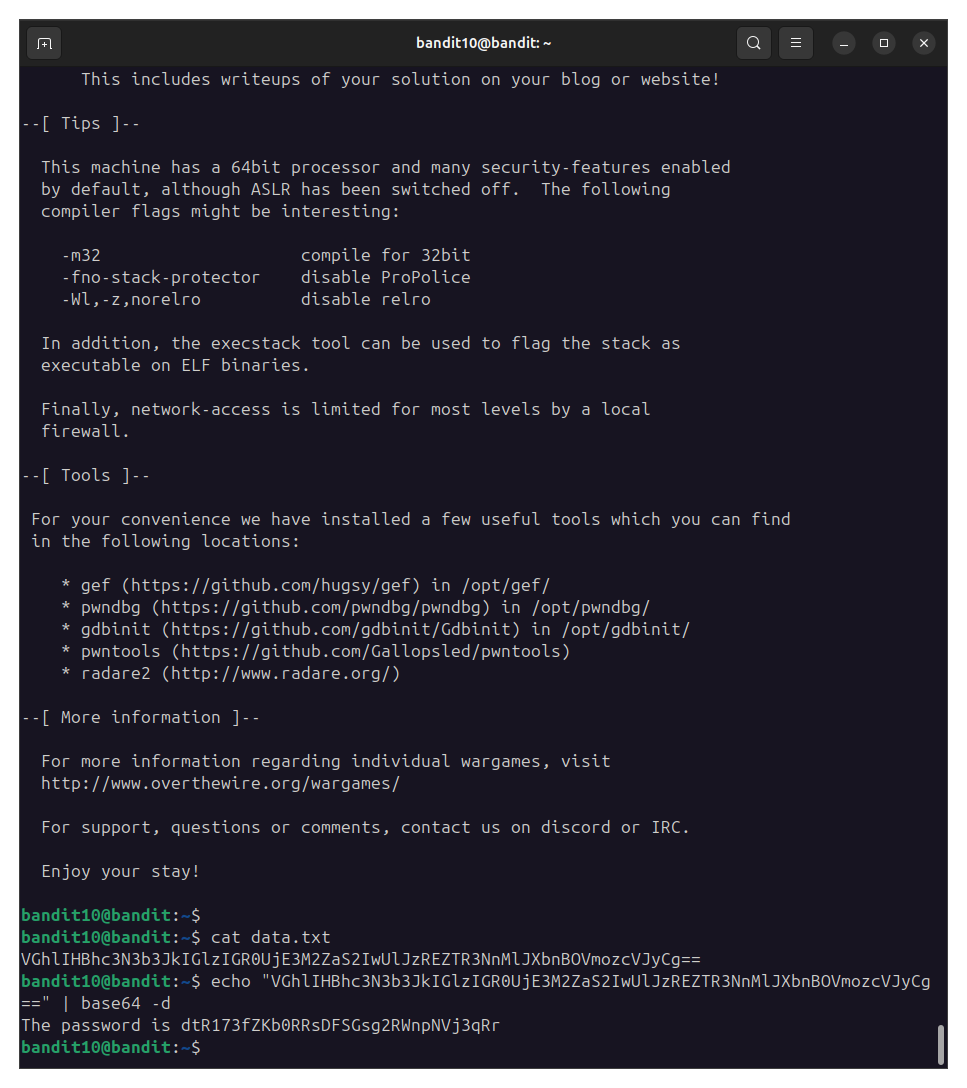 bandit10@bandit: ~
This includes writeups of your solution on your blog or website!
--[ Tips ]--
This machine has a 64bit processor and many security-features enabled
by default, although ASLR has been switched off.  The following
compiler flags might be interesting:
-m32                    compile for 32bit
-fno-stack-protector    disable ProPolice
-Wl,-z,norelro          disable relro
In addition, the execstack tool can be used to flag the stack as
executable on ELF binaries.
Finally, network-access is limited for most levels by a local
firewall.
--[ Tools ]--
For your convenience we have installed a few useful tools which you can find
in the following locations:
* gef (https://github.com/hugsy/gef) in /opt/gef/
* pwndbg (https://github.com/pwndbg/pwndbg) in /opt/pwndbg/
* gdbinit (https://github.com/gdbinit/Gdbinit) in /opt/gdbinit/
* pwntools (https://github.com/Gallopsled/pwntools)
* radare2 (http://www.radare.org/)
--[ More information ]--
For more information regarding individual wargames, visit
http://www.overthewire.org/wargames/
For support, questions or comments, contact us on discord or IRC.
Enjoy your stay!
bandit10@bandit:~$
bandit10@bandit:~$ cat data.txt
VGhlIHBhc3N3b3JkIGlzIGR0UjE3M2ZaS2IwUlJzREZTR3NnMlJXbnBOVmozcVJyCg==
bandit10@bandit:~$ echo "VGhlIHBhc3N3b3JkIGlzIGR0UjE3M2ZaS2IwUlJzREZTR3NnMlJXbnBOVmozcVJyCg
==" | base64 -d
The password is dtR173fZKb0RRsDFSGsg2RWnpNVj3qRr
bandit10@bandit:~$